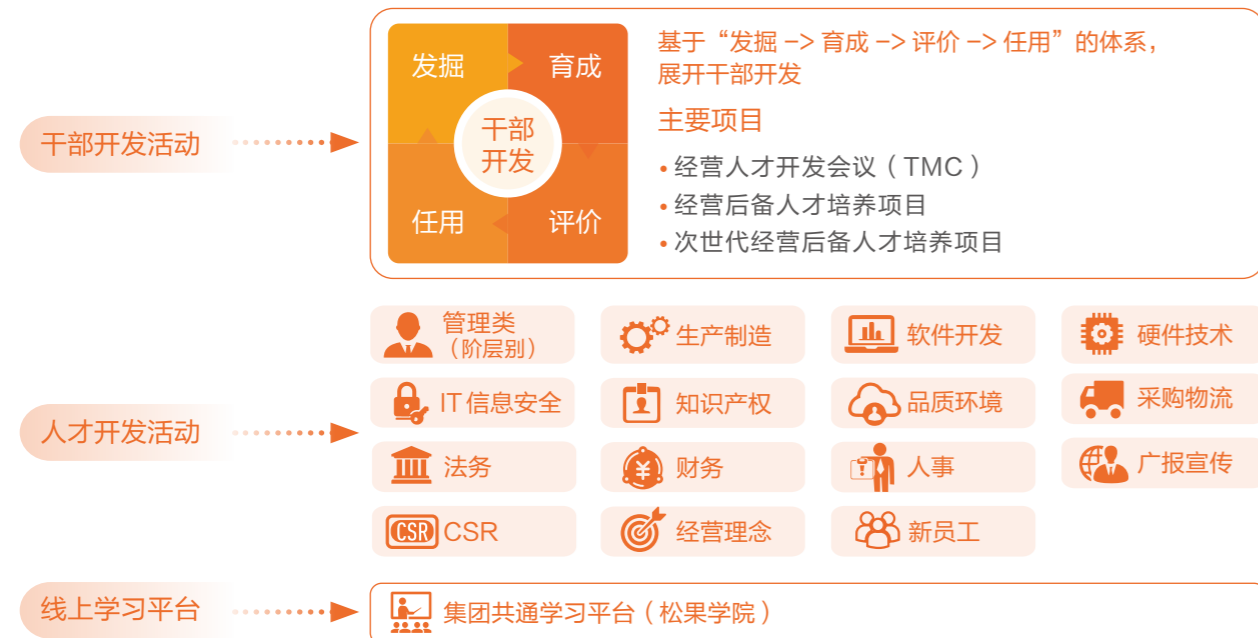 干部开发活动
发掘
育成
干部
开发
任用
评价
基于“发掘 –> 育成 –> 评价 –> 任用”的体系，
展开干部开发
主要项目
• 经营人才开发会议（TMC）
• 经营后备人才培养项目
• 次世代经营后备人才培养项目
人才开发活动
管理类
（阶层别）
生产制造
软件开发
硬件技术
IT信息安全
知识产权
品质环境
采购物流
法务
财务
人事
广报宣传
CSR CSR
经营理念
新员工
线上学习平台
集团共通学习平台（松果学院）